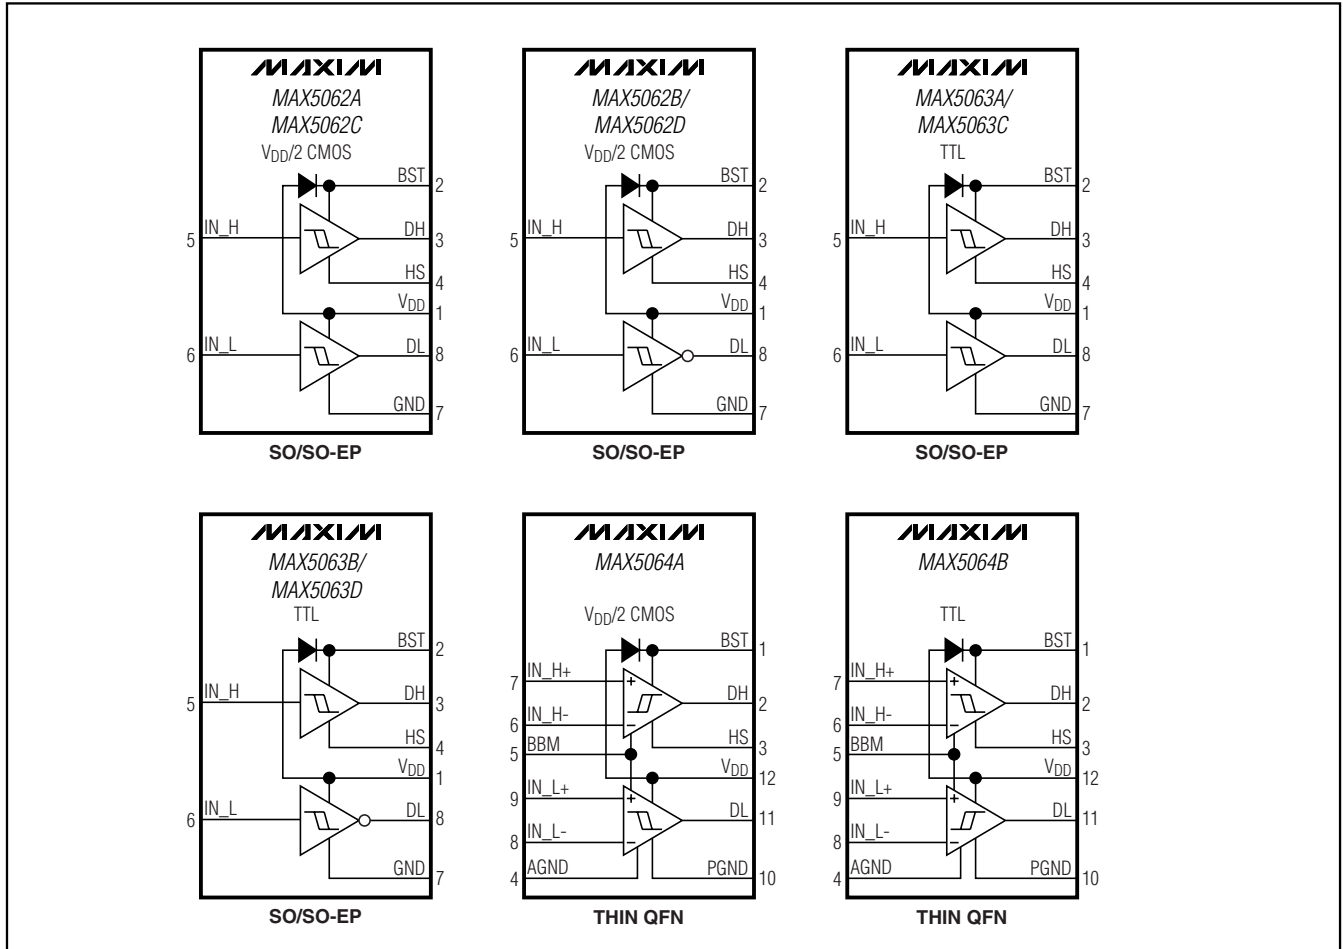 MAXIM
MAX5062A
MAX5062C
VDD/2 CMOS
BST
2
5
IN_H
DH
3
HS
4
VDD
1
6
IN_L
DL
8
GND
7
SO/SO-EP
MAXIM
MAX5062B/
MAX5062D
VDD/2 CMOS
BST
2
5
IN_H
DH
3
HS
4
VDD
1
6
IN_L
DL
8
GND
7
SO/SO-EP
MAXIM
MAX5063A/
MAX5063C
TTL
BST
2
5
IN_H
DH
3
HS
4
VDD
1
6
IN_L
DL
8
GND
7
SO/SO-EP
MAXIM
MAX5063B/
MAX5063D
TTL
BST
2
5
IN_H
DH
3
HS
4
VDD
1
6
IN_L
DL
8
GND
7
SO/SO-EP
MAXIM
MAX5064A
VDD/2 CMOS
BST
1
7
IN_H+
+
DH
2
6
IN_H-
−
HS
3
5
BBM
VDD
12
9
IN_L+
+
DL
11
8
IN_L-
−
4
AGND
PGND
10
THIN QFN
MAXIM
MAX5064B
TTL
BST
1
7
IN_H+
+
DH
2
6
IN_H-
−
HS
3
5
BBM
VDD
12
9
IN_L+
+
DL
11
8
IN_L-
−
4
AGND
PGND
10
THIN QFN